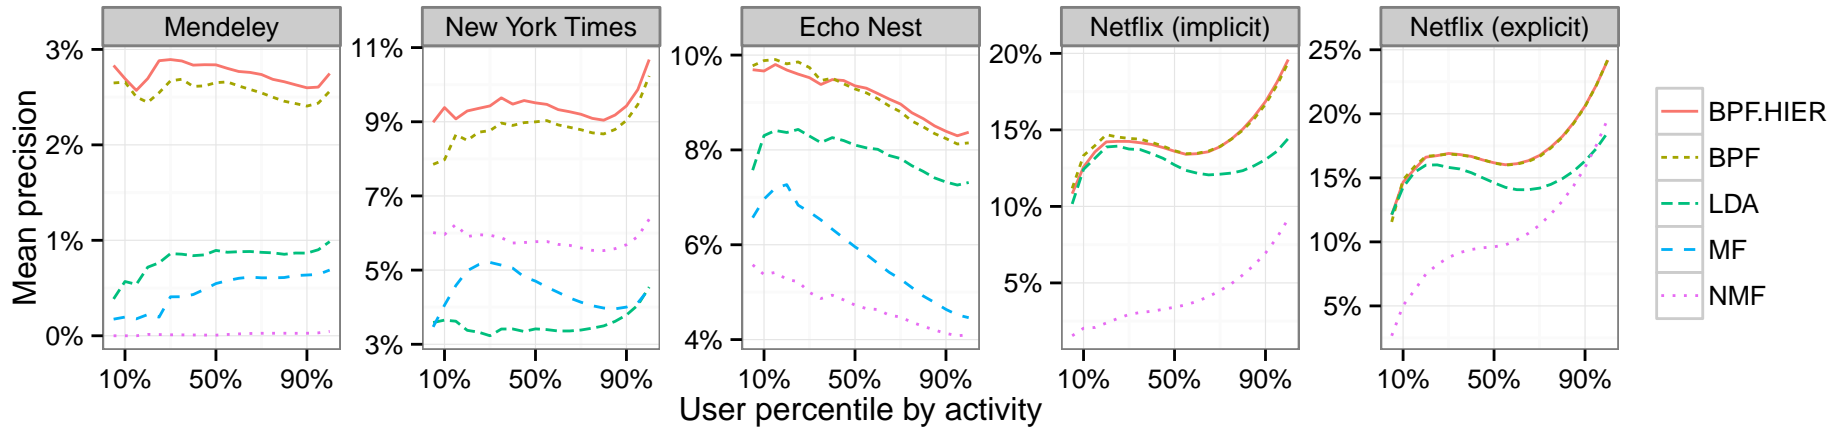 Mendeley
New York Times
Echo Nest
Netflix (implicit)
Netflix (explicit)
Mean precision
3%
2%
1%
0%
11%
9%
7%
5%
3%
10%
8%
6%
4%
20%
15%
10%
5%
25%
20%
15%
10%
5%
10% 50% 90%
10% 50% 90%
10% 50% 90%
10% 50% 90%
10% 50% 90%
User percentile by activity
BPF.HIER
BPF
LDA
MF
NMF